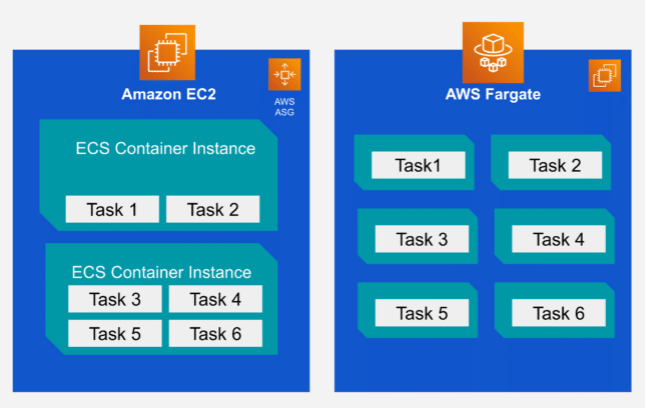 Amazon EC2
AWS
ASG
ECS Container Instance
Task 1
Task 2
ECS Container Instance
Task 3
Task 4
Task 5
Task 6
AWS Fargate
Task1
Task 2
Task 3
Task 4
Task 5
Task 6